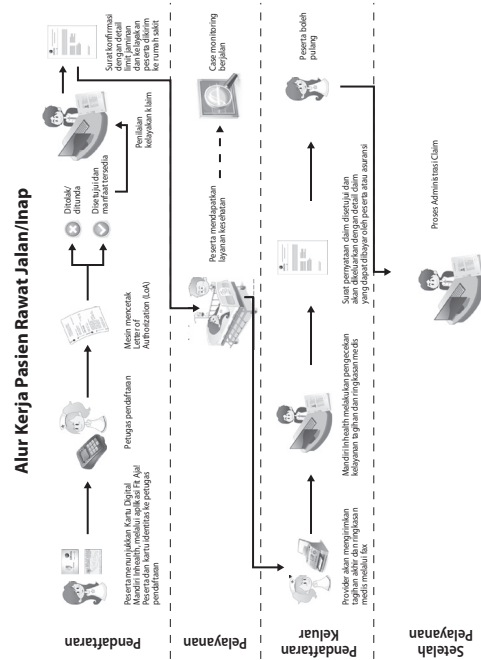 Alur Kerja Pasien Rawat Jalan/Inap
Pendaftaran
Peserta menunjukkan Kartu Digital
Mandiri Inhealth, melalui aplikasi Fit Aja!
Peserta dan kartu identitas ke petugas
pendaftaran
Petugas pendaftaran
Mesin mencetak
Letter of
Authorization (LoA)
Ditolak/
ditunda
Disetujui dan
manfaat tersedia
Penilaian
kelayakan klaim
Surat konfirmasi
dengan detail
limit jaminan
dan kelayakan
peserta dikirim
ke rumah sakit
Pelayanan
Peserta mendapatkan
layanan kesehatan
Case monitoring
berjalan
Pendaftaran
Keluar
Provider akan mengirimkan
tagihan akhir dan ringkasan
medis melalui fax
Mandiri Inhealth melakukan pengecekan
kelayanan tagihan dan ringkasan medis
Surat pernyataan claim disetujui dan
akan dikeluarkan dengan detail claim
yang dapat dibayar oleh peserta atau asuransi
Peserta boleh
pulang
Setelah
Pelayanan
Proses Administrasi Claim